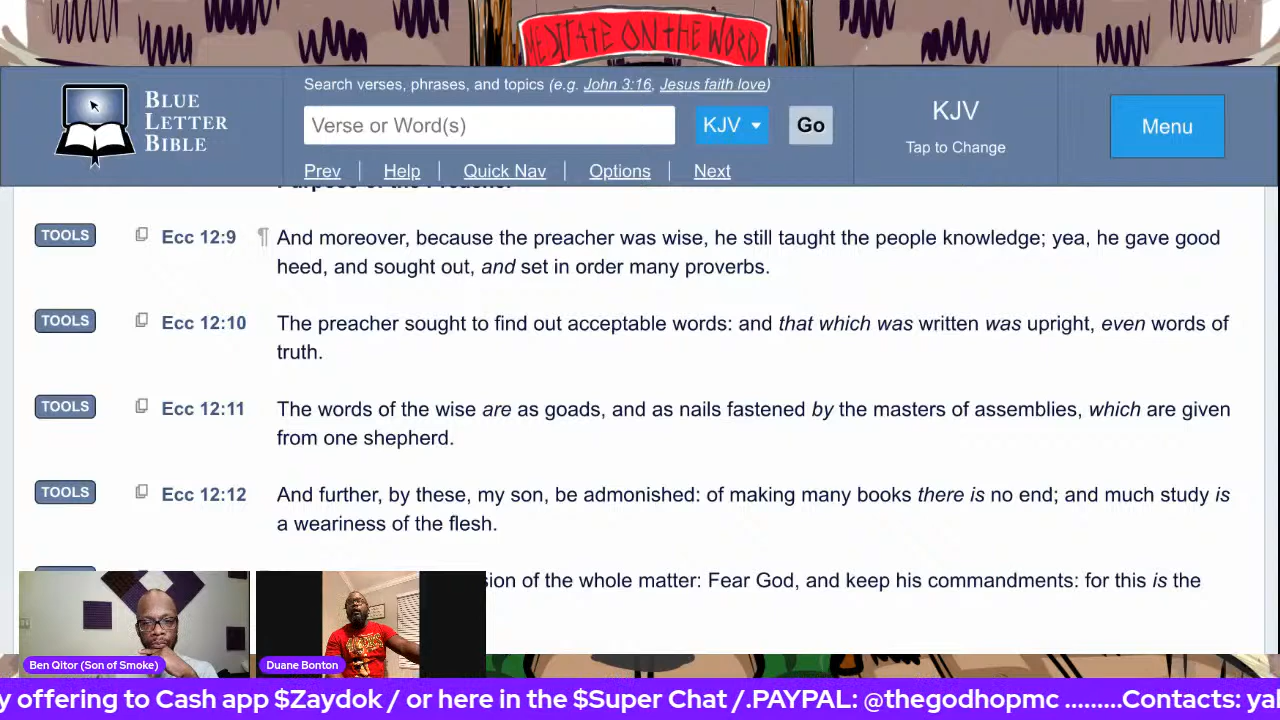 MEDITATE ON THE WORD
Search verses, phrases, and topics (e.g. John 3:16, Jesus faith love)
BLUE
LETTER
BIBLE
Verse or Word(s)
KJV
Go
KJV
Tap to Change
Menu
Prev
Help
Quick Nav
Options
Next
Purpose of the Preacher
TOOLS
Ecc 12:9
¶ And moreover, because the preacher was wise, he still taught the people knowledge; yea, he gave good
heed, and sought out, and set in order many proverbs.
TOOLS
Ecc 12:10
The preacher sought to find out acceptable words: and that which was written was upright, even words of
truth.
TOOLS
Ecc 12:11
The words of the wise are as goads, and as nails fastened by the masters of assemblies, which are given
from one shepherd.
TOOLS
Ecc 12:12
And further, by these, my son, be admonished: of making many books there is no end; and much study is
a weariness of the flesh.
sion of the whole matter: Fear God, and keep his commandments: for this is the
Ben Qitor (Son of Smoke)
Duane Bonton
y offering to Cash app $Zaydok / or here in the $Super Chat /.PAYPAL: @thegodhopmc .........Contacts: yal